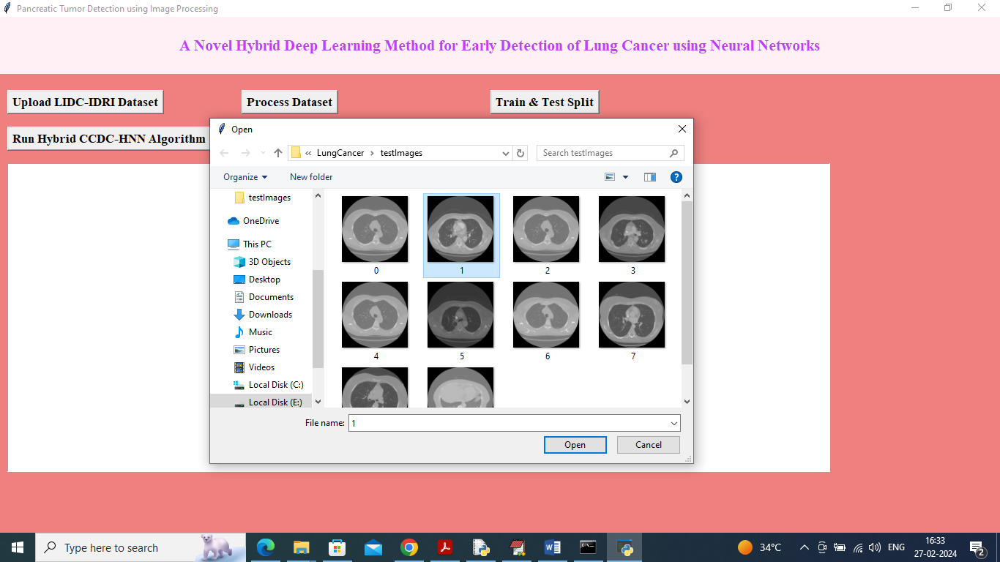 Pancreatic Tumor Detection using Image Processing
A Novel Hybrid Deep Learning Method for Early Detection of Lung Cancer using Neural Networks
Upload LIDC-IDRI Dataset
Process Dataset
Train & Test Split
Run Hybrid CCDC-HNN Algorithm
Open
« LungCancer › testImages
Search testImages
Organize
New folder
testImages
OneDrive
This PC
3D Objects
Desktop
Documents
Downloads
Music
Pictures
Videos
Local Disk (C:)
Local Disk (E:)
0
1
2
3
4
5
6
7
File name:
1
Open
Cancel
Type here to search
34°C
ENG
16:33
27-02-2024
2